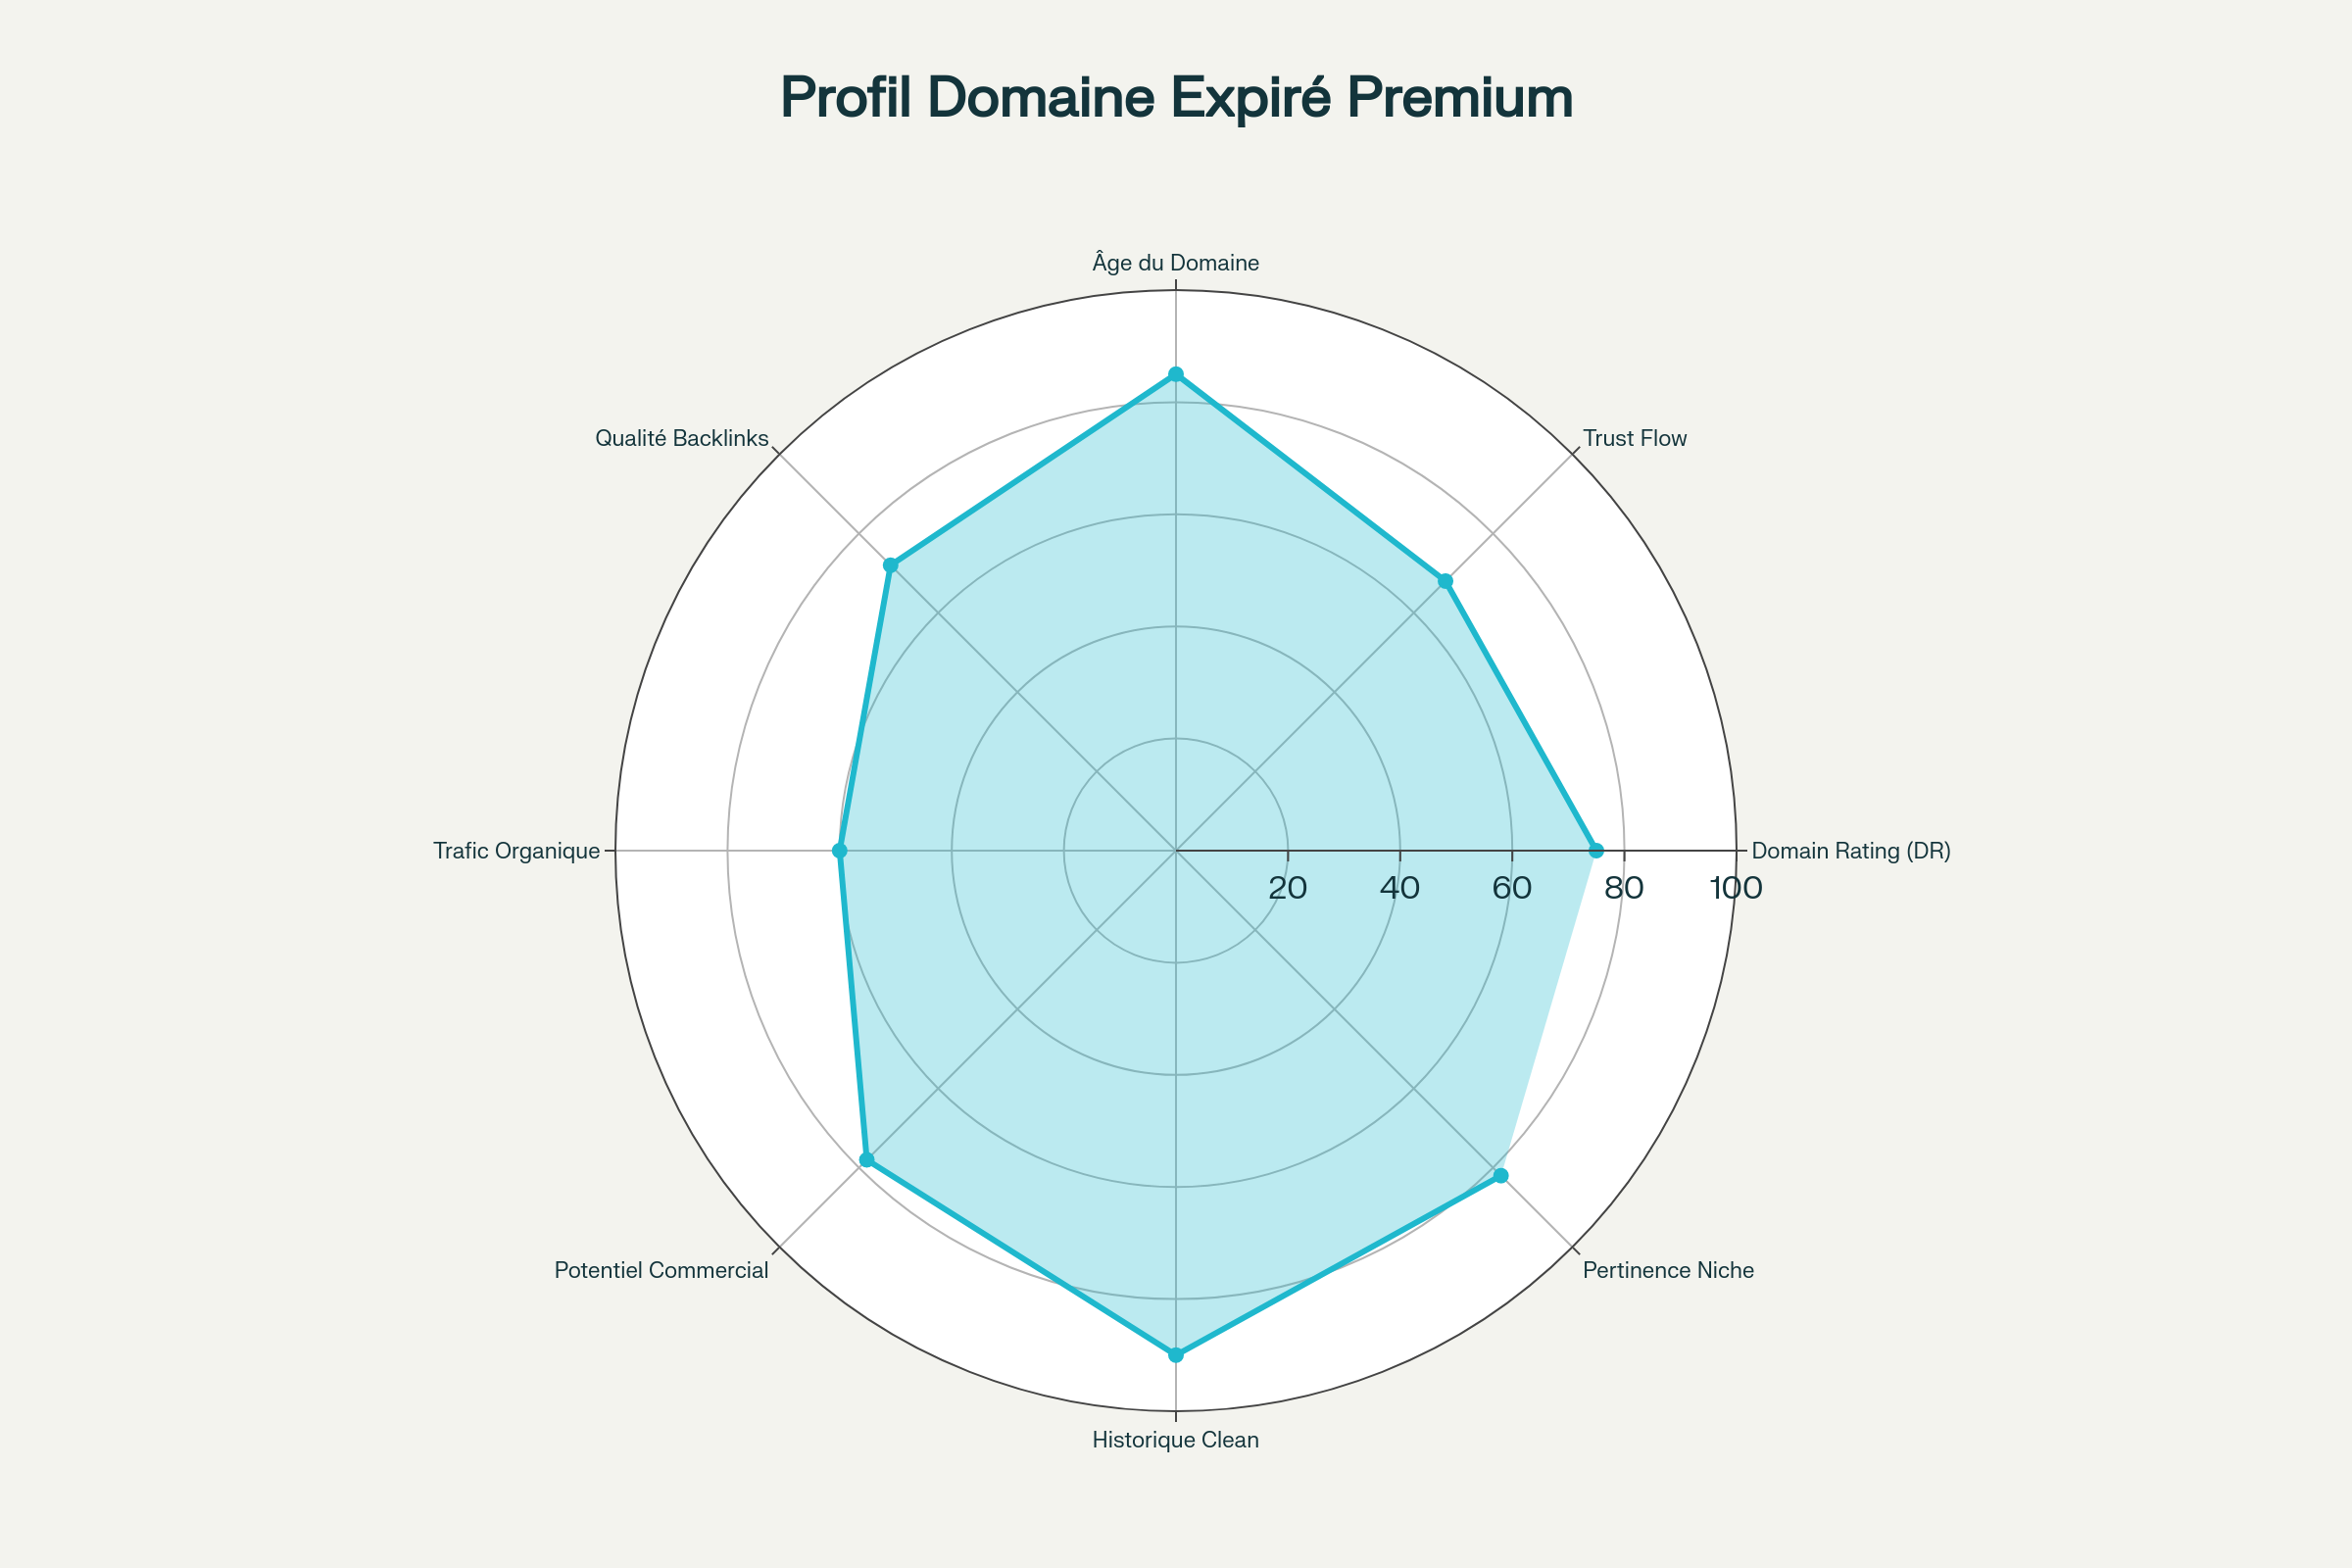 Profil Domaine Expiré Premium
Âge du Domaine
Qualité Backlinks
Trust Flow
Trafic Organique
Domain Rating (DR)
20
40
60
80
100
Potentiel Commercial
Pertinence Niche
Historique Clean